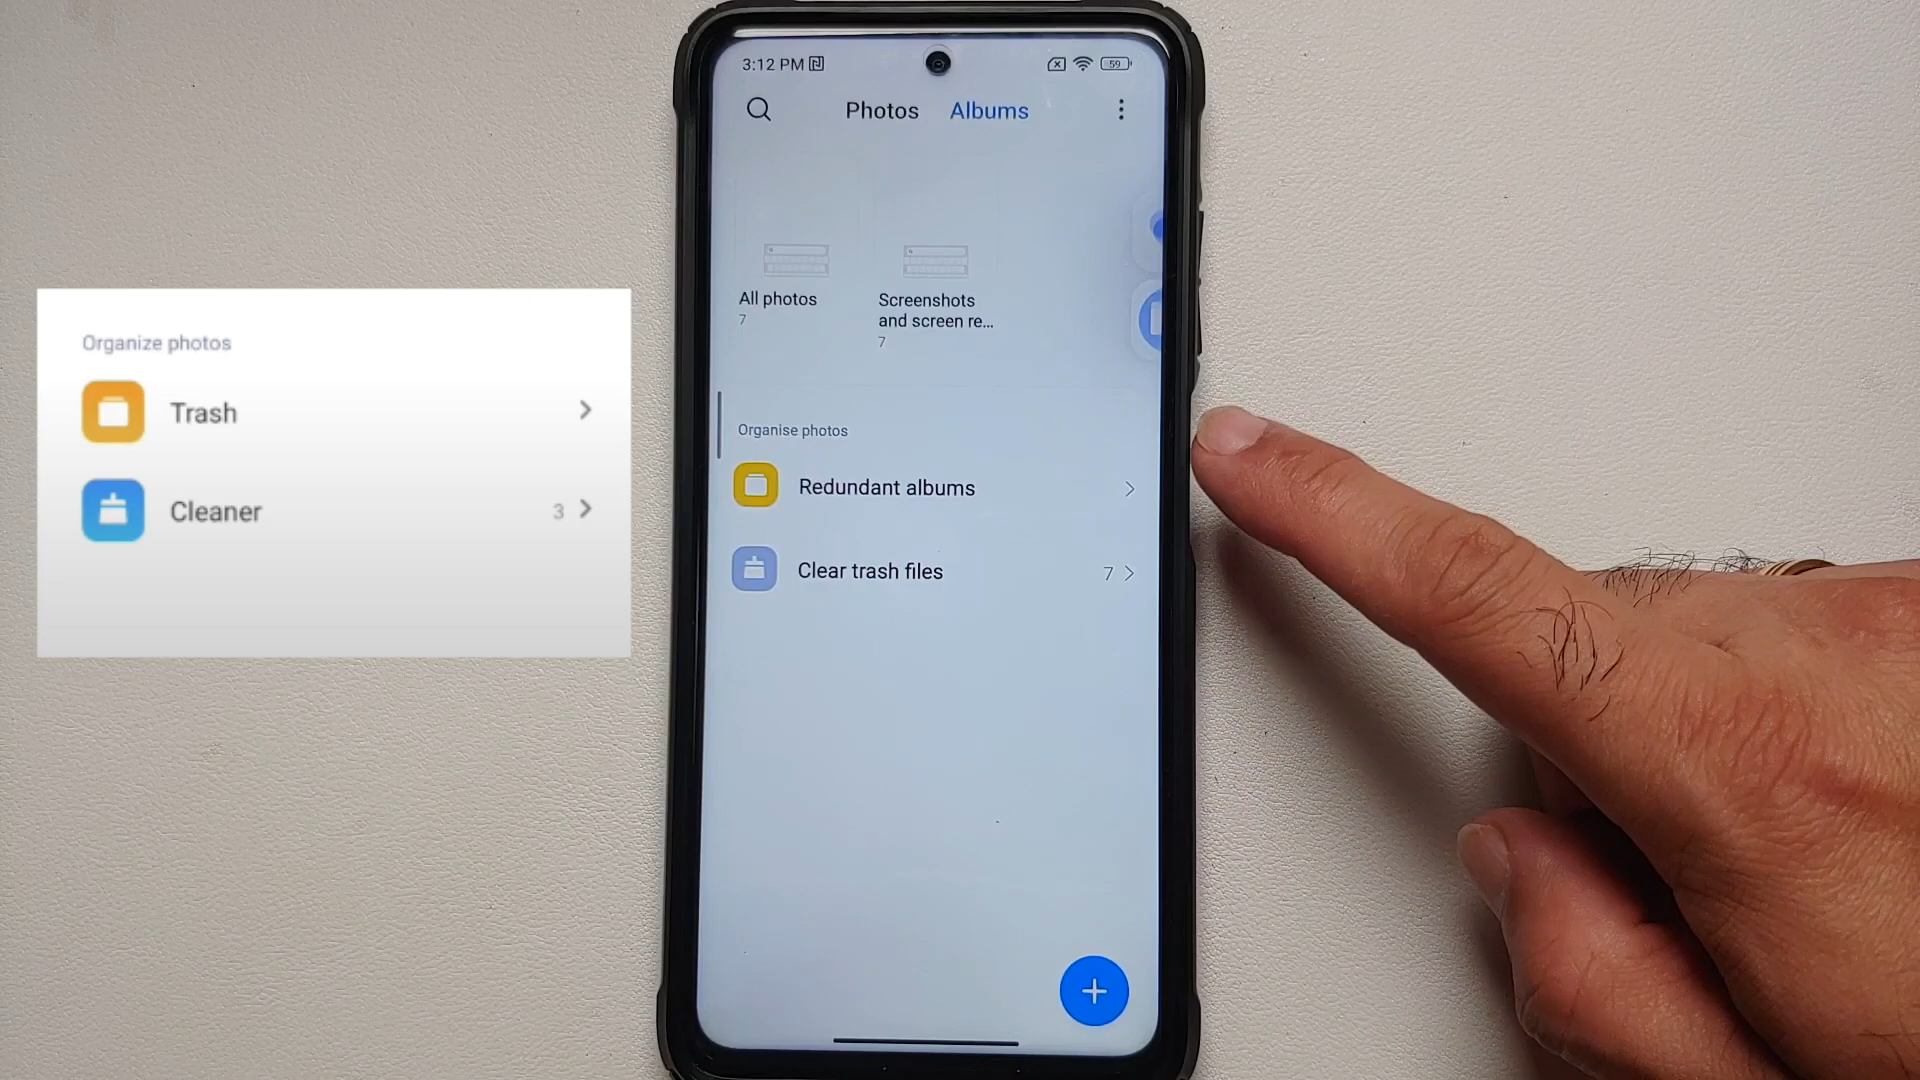 3:12 PM
59
Photos Albums
All photos
7
Screenshots
and screen re...
7
Organise photos
Redundant albums
Clear trash files 7
Organize photos
Trash
Cleaner 3